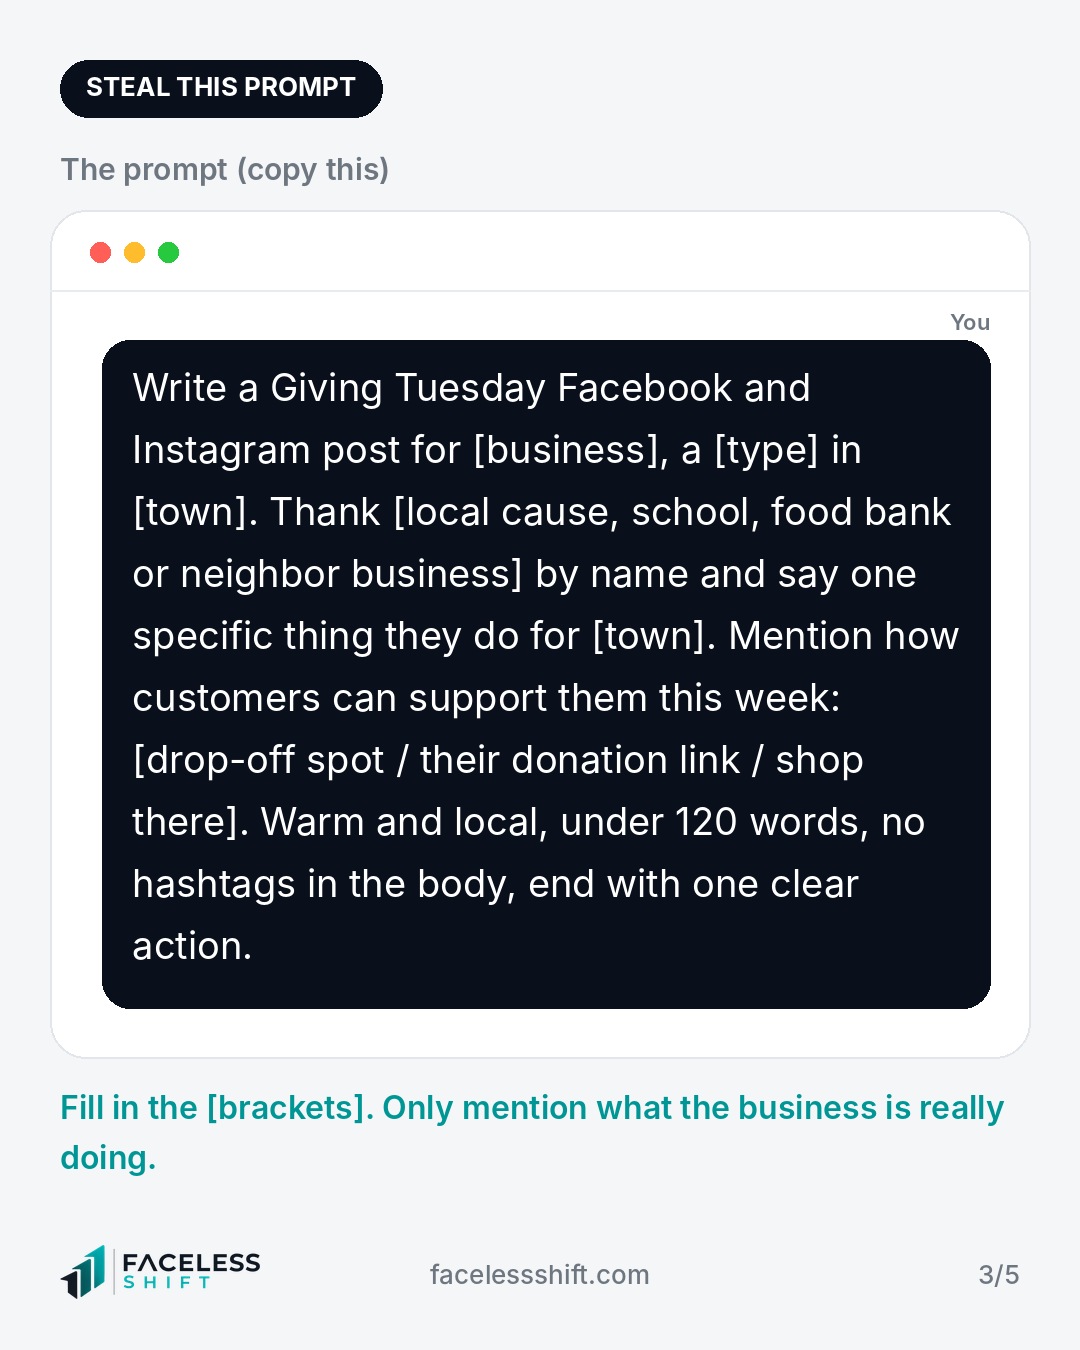 STEAL THIS PROMPT
The prompt (copy this)
You
Write a Giving Tuesday Facebook and
Instagram post for [business], a [type] in
[town]. Thank [local cause, school, food bank
or neighbor business] by name and say one
specific thing they do for [town]. Mention how
customers can support them this week:
[drop-off spot / their donation link / shop
there]. Warm and local, under 120 words, no
hashtags in the body, end with one clear
action.
Fill in the [brackets]. Only mention what the business is really
doing.
FACELESS
SHIFT
facelessshift.com
3/5